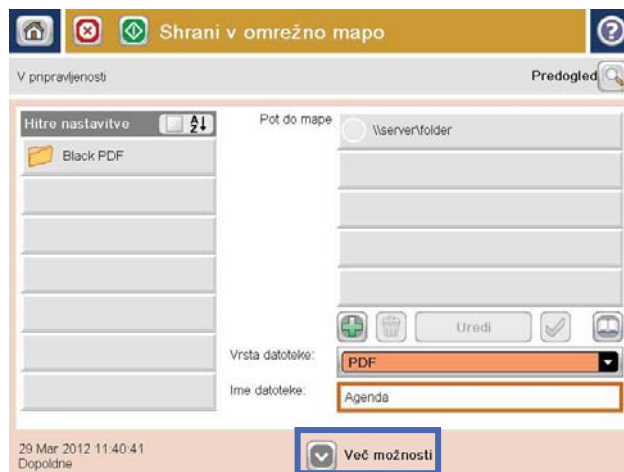 Shrani v omrežno mapo
V pripravljenosti
Predogled
Hitre nastavitve
Pot do mape
\\server\folder
Black PDF
Uredi
Vrsta datoteke:
PDF
Ime datoteke:
Agenda
29 Mar 2012 11:40:41
Dopoldne
Več možnosti